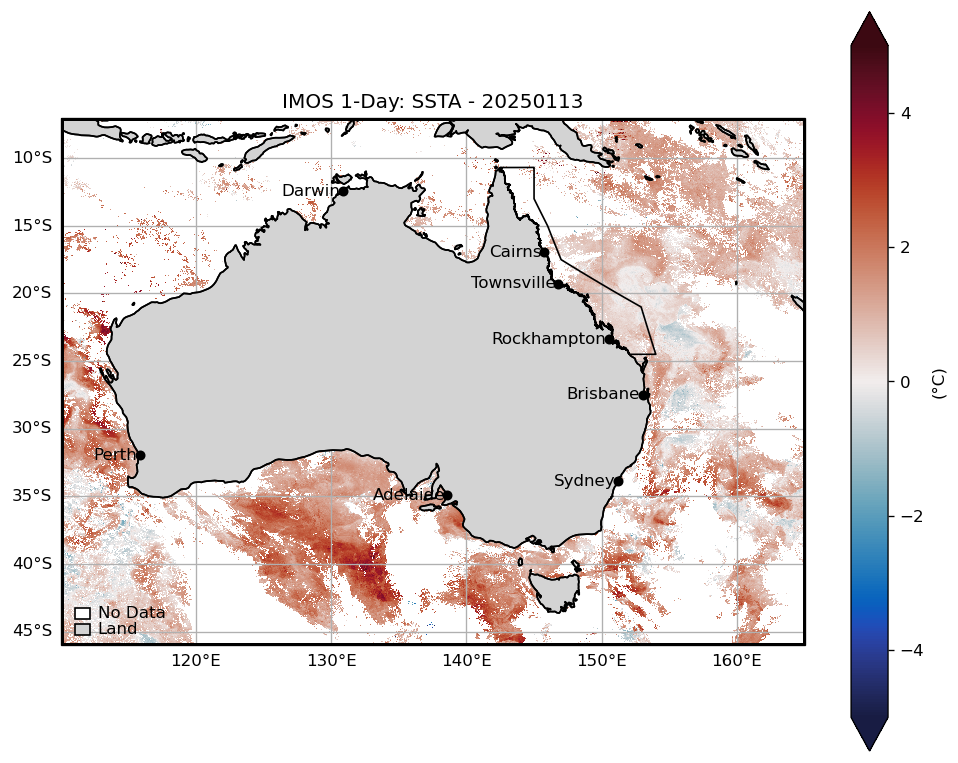 IMOS 1-Day: SSTA - 20250113
10°S
15°S
20°S
25°S
30°S
35°S
40°S
45°S
Darwin
Cairns
Townsville
Rockhampton
Brisbane
Perth
Sydney
Adelaide
No Data
Land
120°E 130°E 140°E 150°E 160°E
4
2
0
−2
−4
(°C)